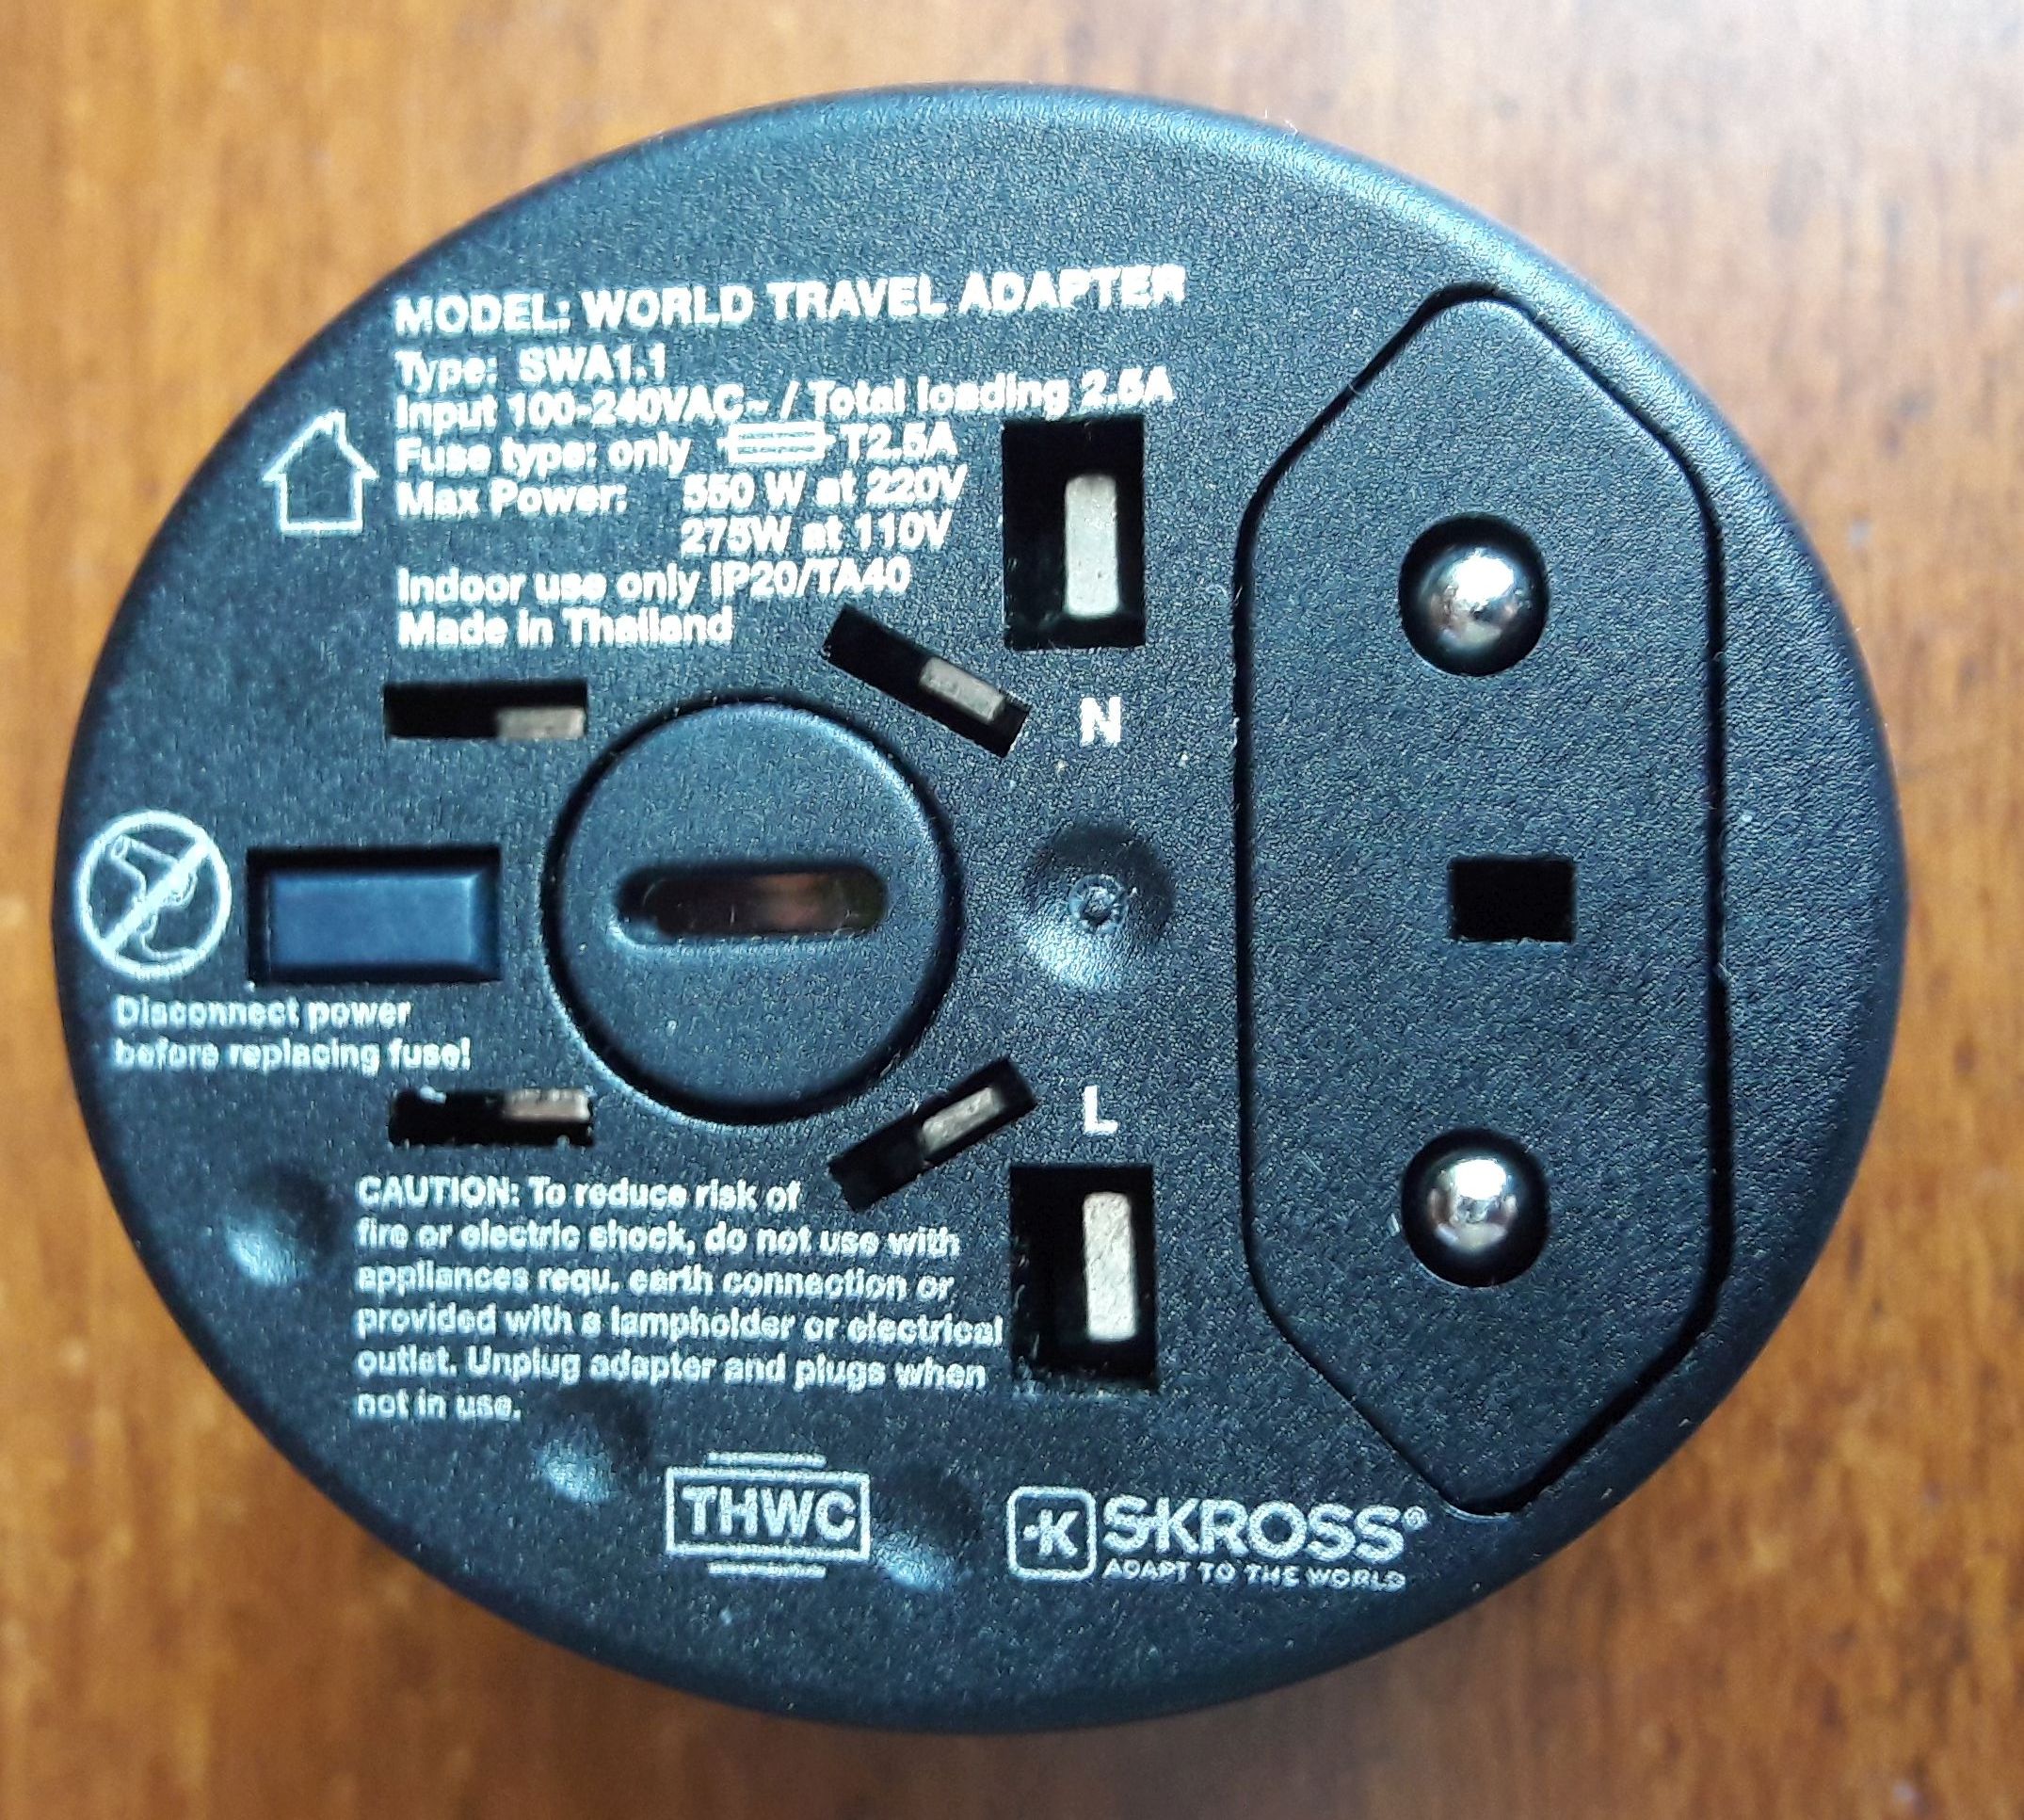 MODEL: WORLD TRAVEL ADAPTER
Type: SWA1.1
Input 100-240VAC~ / Total loading 2.5A
Fuse type: only T2.5A
Max Power: 550 W at 220V
275W at 110V
Indoor use only IP20/TA40
Made in Thailand
N
Disconnect power
before replacing fuse!
L
CAUTION: To reduce risk of
fire or electric shock, do not use with
appliances requ. earth connection or
provided with a lampholder or electrical
outlet. Unplug adapter and plugs when
not in use.
THWC
K SKROSS®
ADAPT TO THE WORLD